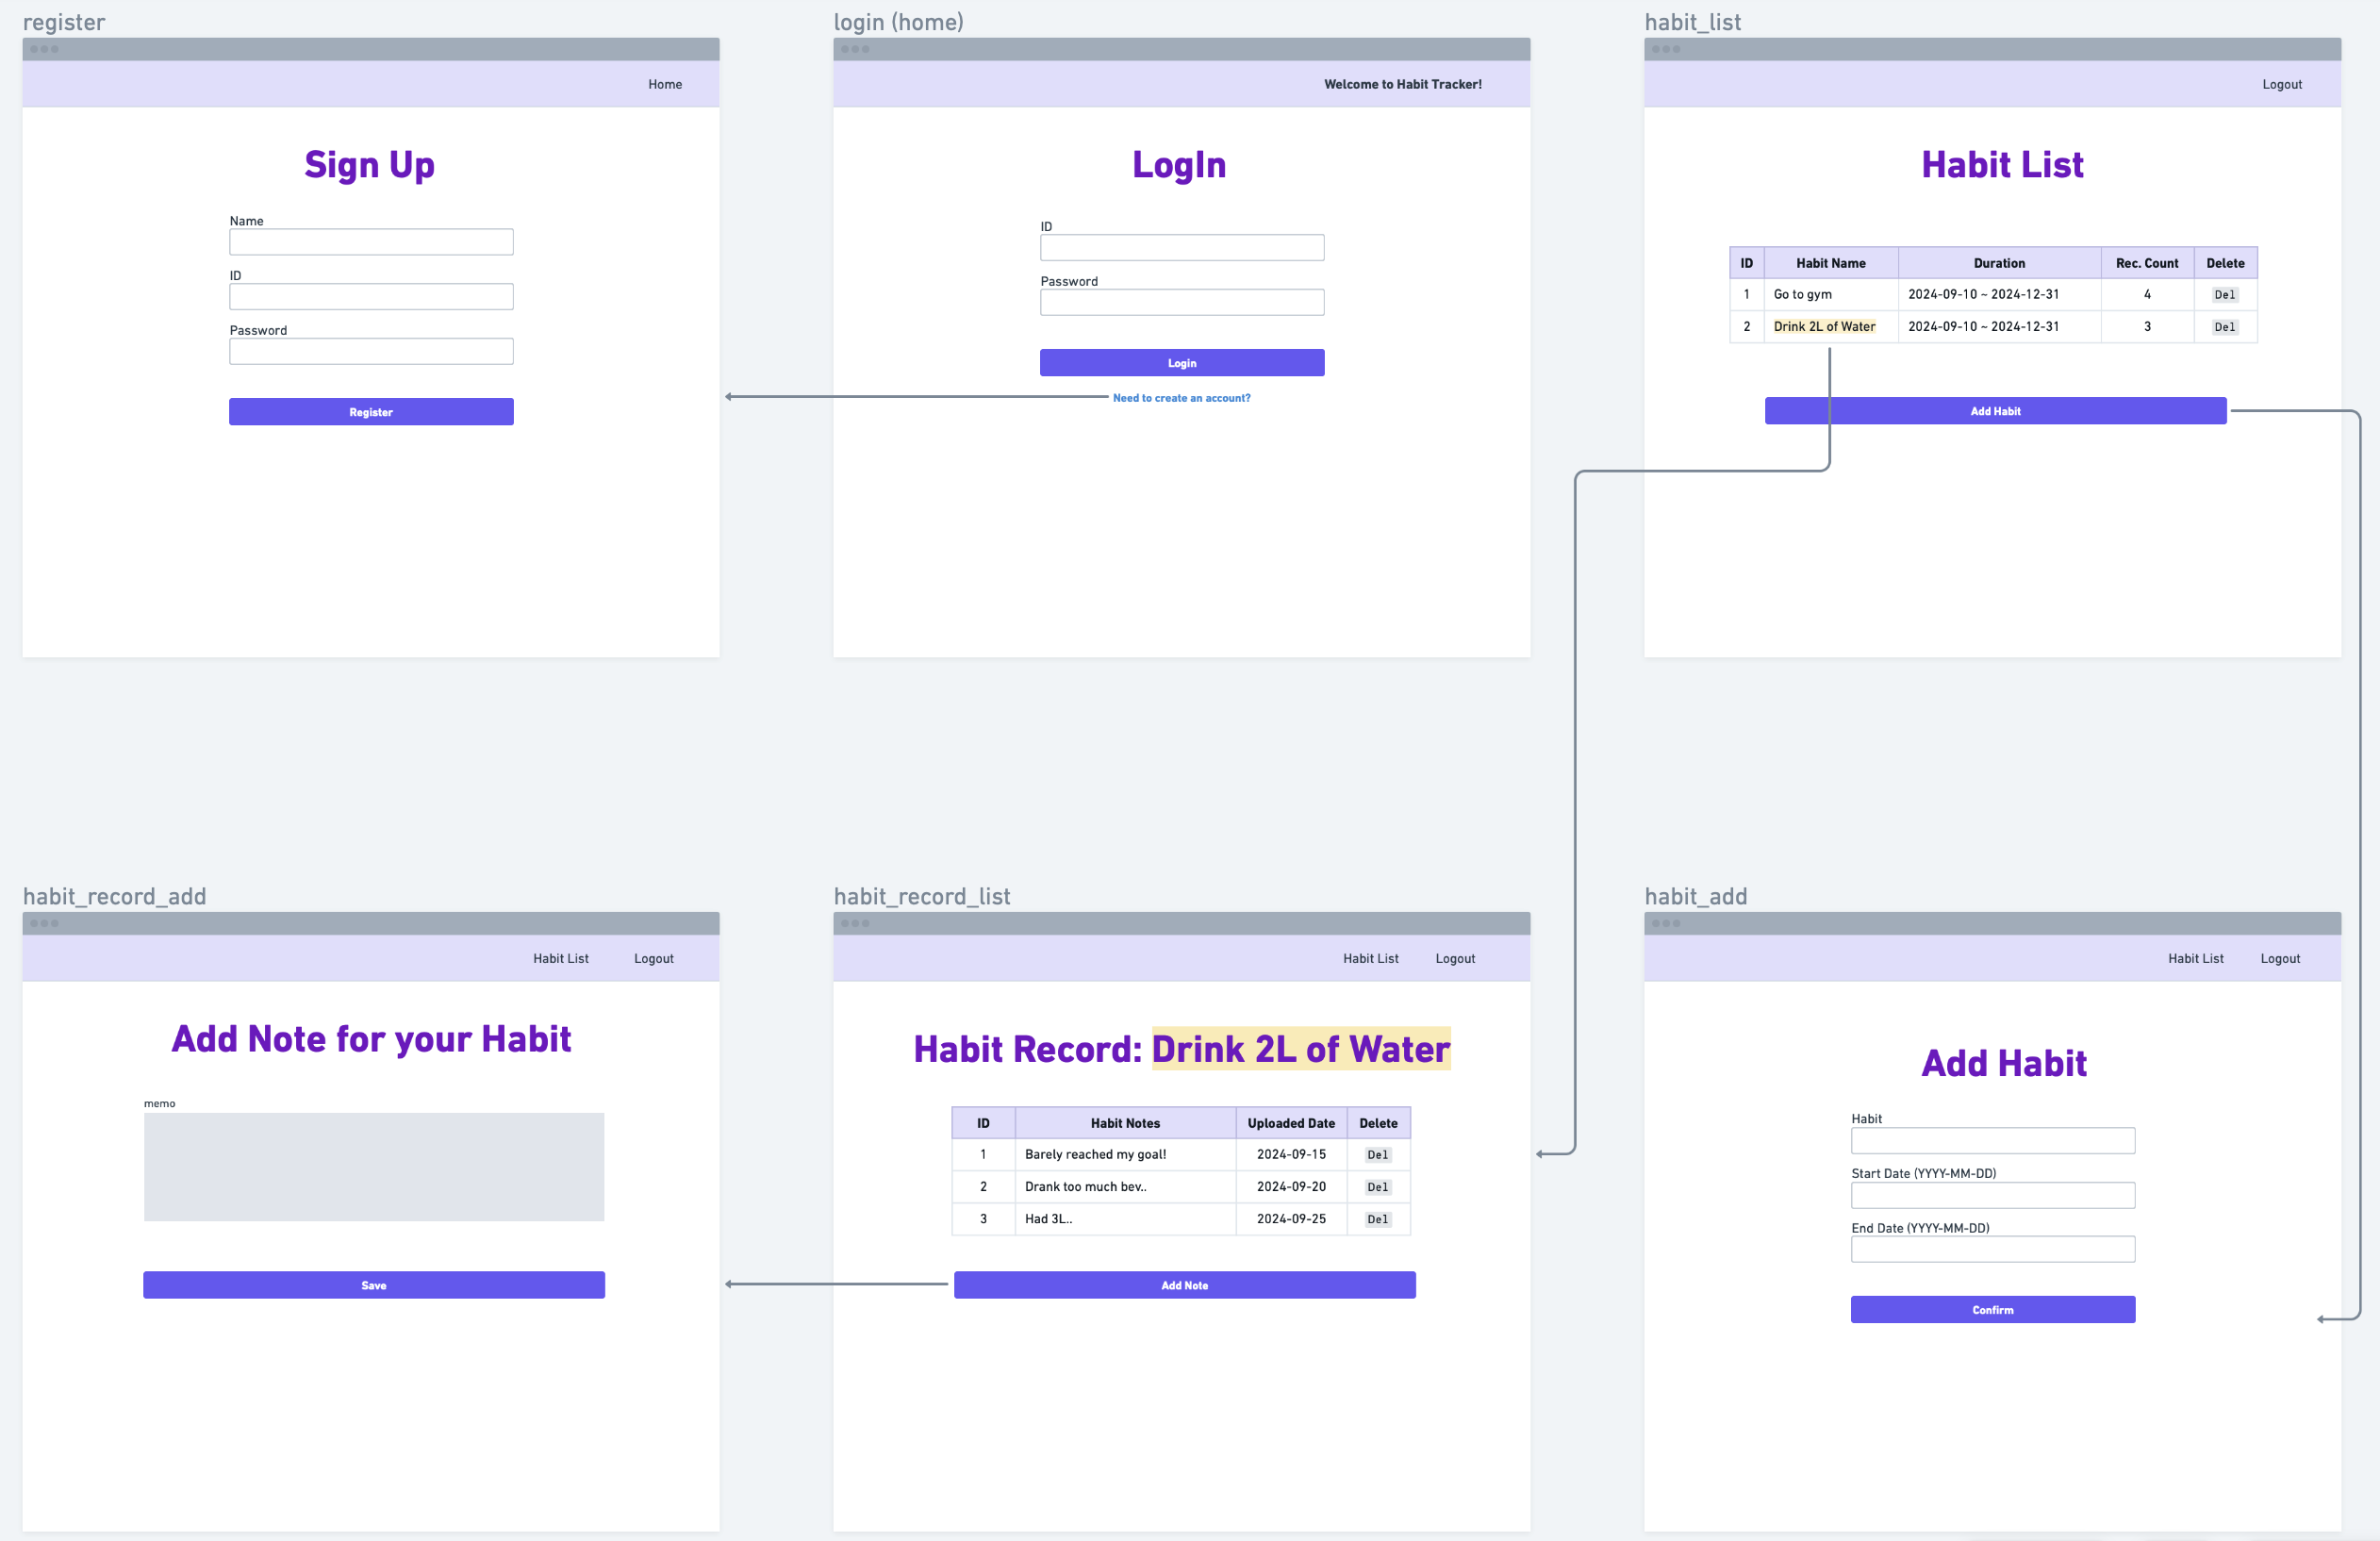 register
Home
Sign Up
Name
ID
Password
Register
login (home)
Welcome to Habit Tracker!
LogIn
ID
Password
Login
Need to create an account?
habit_list
Logout
Habit List
ID Habit Name Duration Rec. Count Delete
1 Go to gym 2024-09-10 ~ 2024-12-31 4 Del
2 Drink 2L of Water 2024-09-10 ~ 2024-12-31 3 Del
Add Habit
habit_record_add
Habit List Logout
Add Note for your Habit
memo
Save
habit_record_list
Habit List Logout
Habit Record: Drink 2L of Water
ID Habit Notes Uploaded Date Delete
1 Barely reached my goal! 2024-09-15 Del
2 Drank too much bev.. 2024-09-20 Del
3 Had 3L.. 2024-09-25 Del
Add Note
habit_add
Habit List Logout
Add Habit
Habit
Start Date (YYYY-MM-DD)
End Date (YYYY-MM-DD)
Confirm